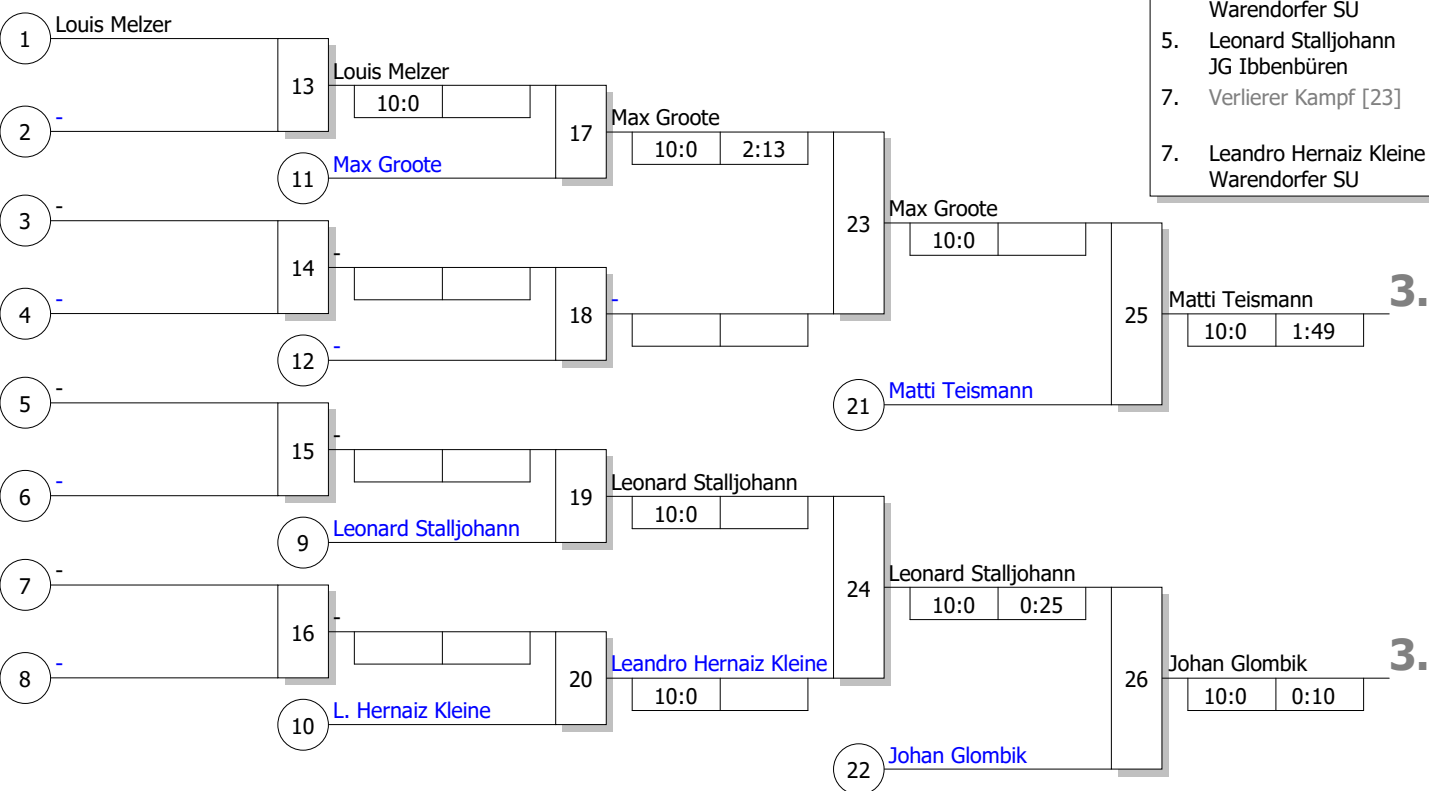 Warendorfer SU
5. Leonard Stalljohann
JG Ibbenbüren
7. Verlierer Kampf [23]
7. Leandro Hernaiz Kleine
Warendorfer SU
1 Louis Melzer
2 -
13
Louis Melzer
10:0
11 Max Groote
17
Max Groote
10:0 2:13
3 -
4 -
14
-
12 -
18
-
23
Max Groote
10:0
21 Matti Teismann
25
Matti Teismann 3.
10:0 1:49
5 -
6 -
15
-
9 Leonard Stalljohann
19
Leonard Stalljohann
10:0
7 -
8 -
16
-
10 L. Hernaiz Kleine
20
Leandro Hernaiz Kleine
10:0
24
Leonard Stalljohann
10:0 0:25
22 Johan Glombik
26
Johan Glombik 3.
10:0 0:10